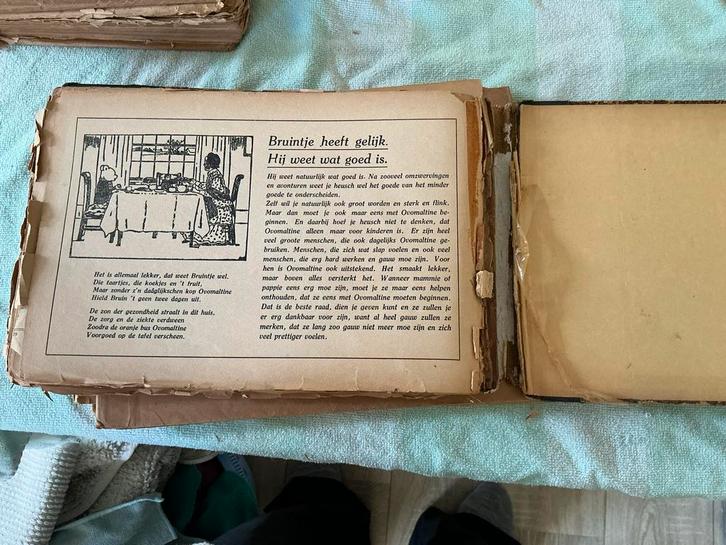 Bruintje heeft gelijk.
Hij weet wat goed is.
Hij weet natuurlijk wat goed is. Na zooveel omzwervingen
en avonturen weet je heusch wel het goede van het minder
goede te onderscheiden.
Zelf wil je natuurlijk ook groot worden en sterk en flink.
Maar dan moet je ook maar eens met Ovomaltine be-
ginnen. En daarbij hoef je heusch niet te denken, dat
Ovomaltine alleen maar voor kinderen is. Er zijn heel
veel groote menschen, die ook dagelijks Ovomaltine ge-
bruiken. Menschen, die zich wat slap voelen en ook veel
menschen, die erg hard werken en gauw moe zijn. Voor
hen is Ovomaltine ook uitstekend. Het smaakt lekker,
maar boven alles versterkt het. Wanneer mammie of
pappie eens erg moe zijn, moet je ze maar eens helpen
onthouden, dat ze eens met Ovomaltine moeten beginnen.
Dat is de beste raad, dien je geven kunt en ze zullen je
er erg dankbaar voor zijn, want al heel gauw zullen ze
merken, dat ze lang zoo gauw niet meer moe zijn en zich
veel prettiger voelen.
Het is allemaal lekker, dat weet Bruintje wel.
Die taartjes, die koekjes en 't fruit,
Maar zonder z'n dadglijkschen kop Ovomaltine
Hield Bruin 't geen twee dagen uit.
De zon der gezondheid straalt in dit huis.
De zorg en de ziekte verdween
Zoodra de oranje bus Ovomaltine
Voorgoed op de tafel verscheen.